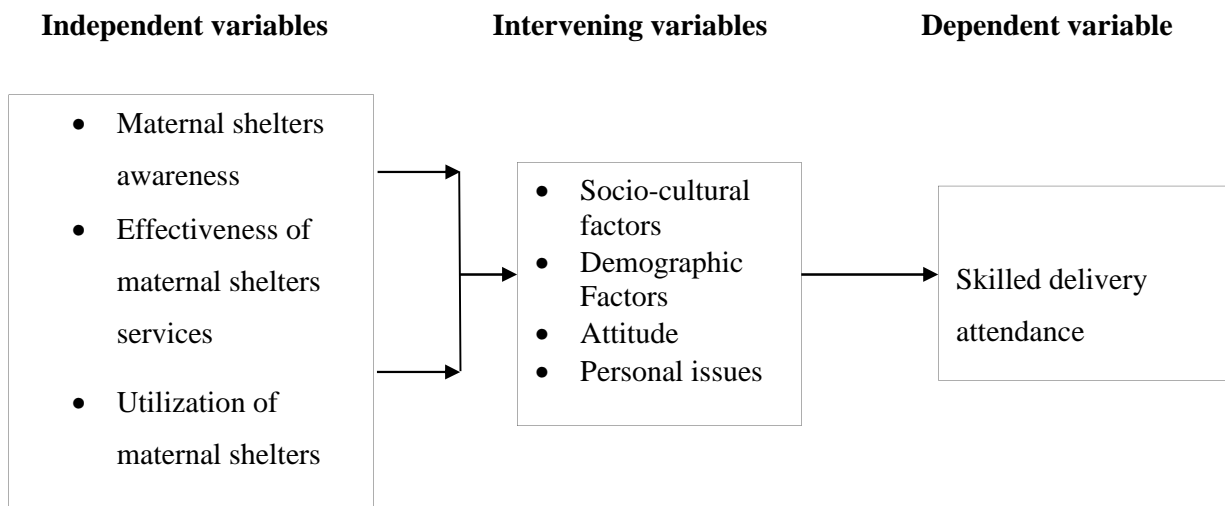 Independent variables
Intervening variables
Dependent variable
• Maternal shelters
awareness
• Effectiveness of
maternal shelters
services
• Utilization of
maternal shelters
• Socio-cultural
factors
• Demographic
Factors
• Attitude
• Personal issues
Skilled delivery
attendance